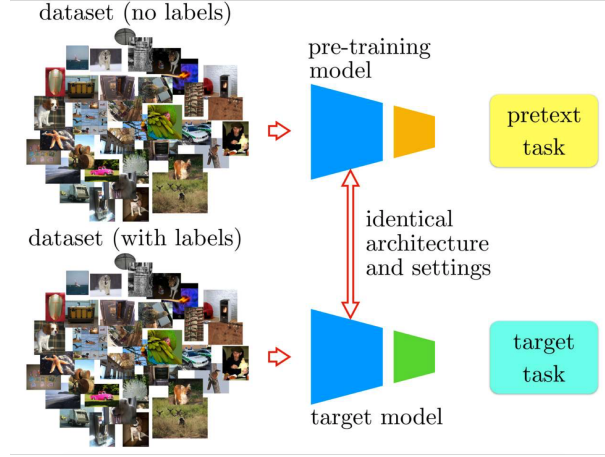 dataset (no labels)
pre-training
model
pretext
task
identical
architecture
and settings
dataset (with labels)
target model
target
task